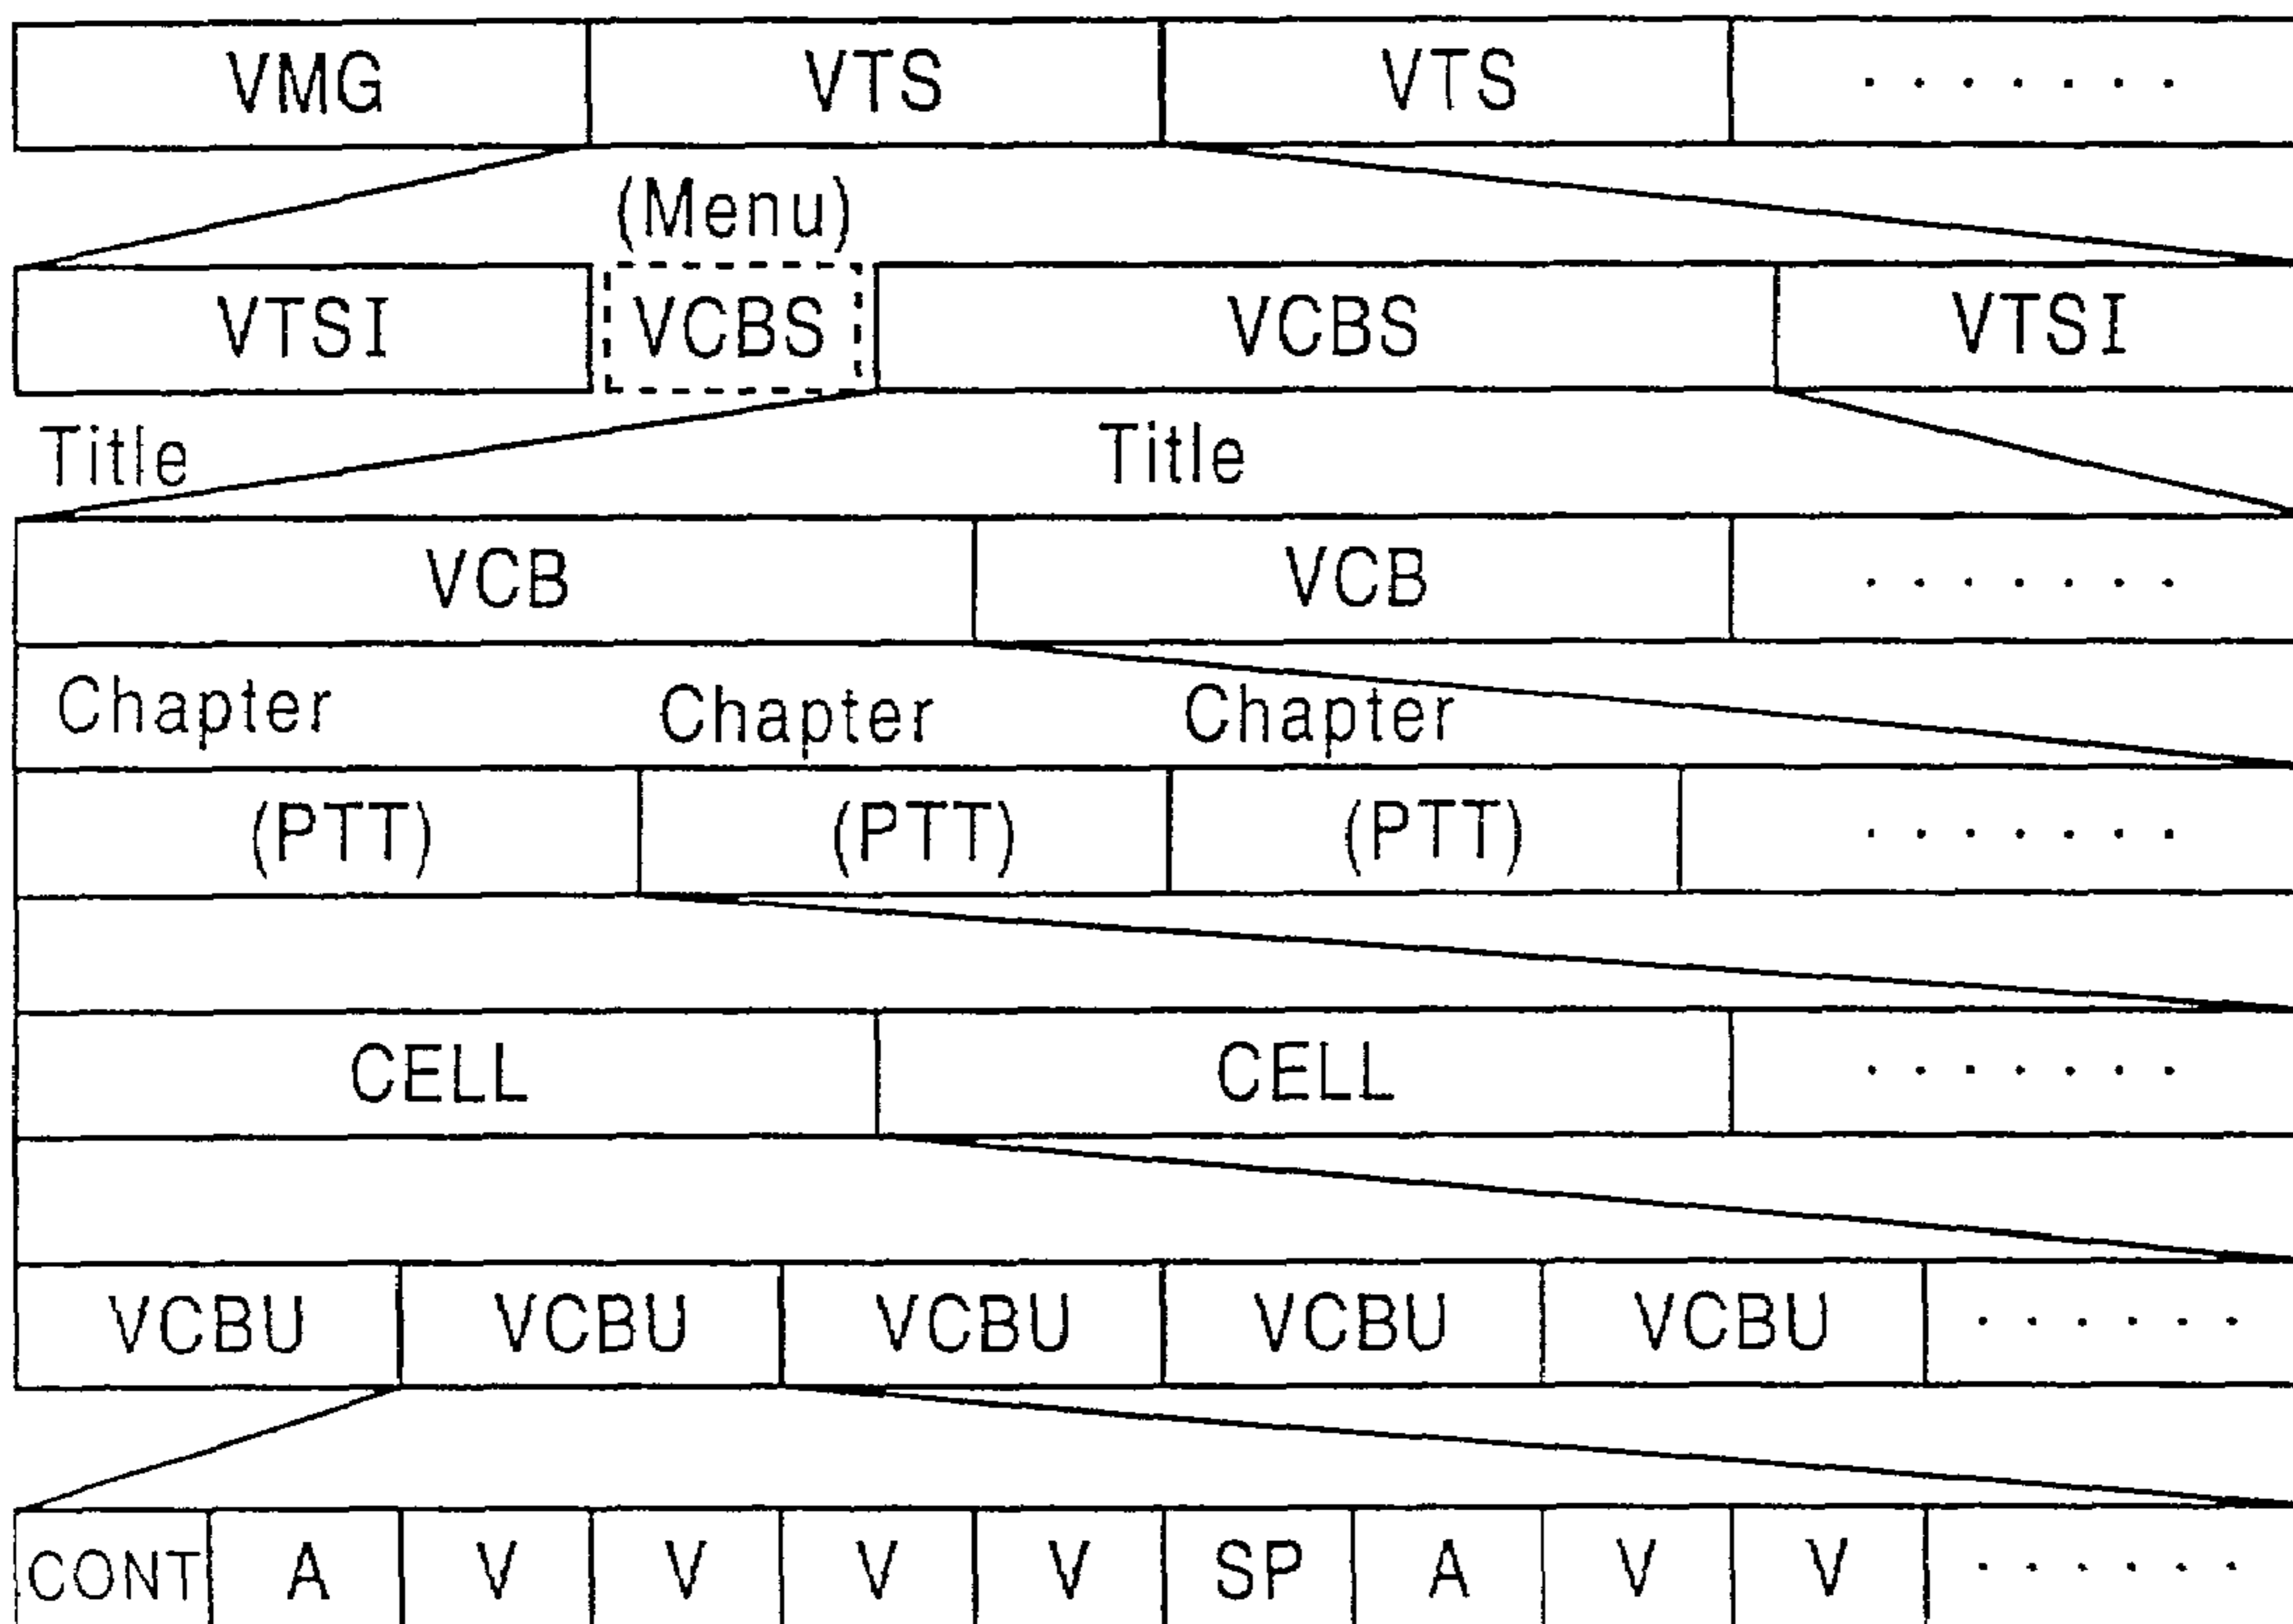 VMG VTS VTS .......
(Menu)
VTSI VCBS VCBS VTSI
Title Title
VCB VCB .......
Chapter Chapter Chapter
(PTT) (PTT) (PTT) .......
CELL CELL .......
VCBU VCBU VCBU VCBU VCBU ......
CONT A V V V V SP A V V ......